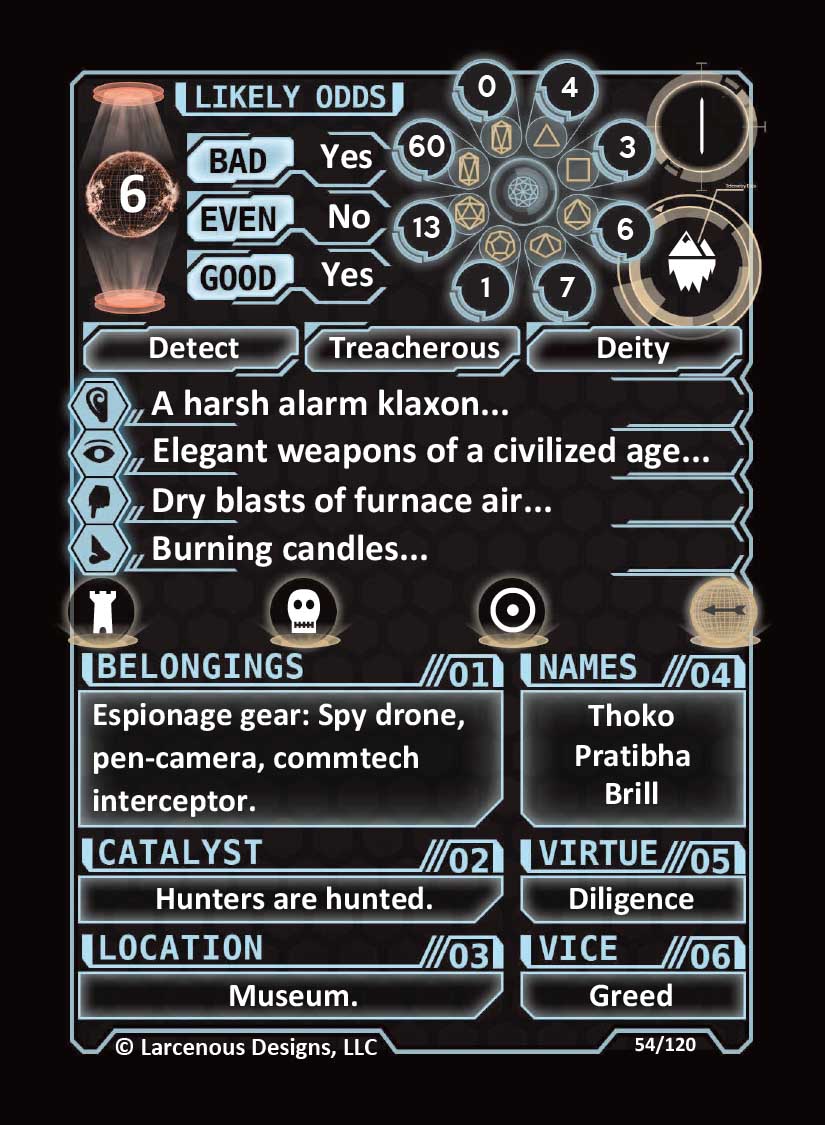 LIKELY ODDS
6
BAD Yes
EVEN No
GOOD Yes
0
4
60
3
13
6
1
7
Telemetry Data
Detect Treacherous Deity
A harsh alarm klaxon...
Elegant weapons of a civilized age...
Dry blasts of furnace air...
Burning candles...
BELONGINGS ///01
Espionage gear: Spy drone,
pen-camera, commtech
interceptor.
NAMES ///04
Thoko
Pratibha
Brill
CATALYST ///02
Hunters are hunted.
VIRTUE ///05
Diligence
LOCATION ///03
Museum.
VICE ///06
Greed
© Larcenous Designs, LLC
54/120